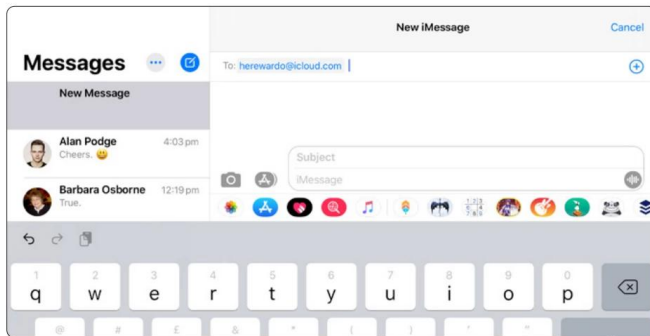 New iMessage
Cancel
Messages
To: herewardo@icloud.com
New Message
Alan Podge 4:03 pm
Cheers. 😃
Barbara Osborne 12:19 pm
True.
Subject
iMessage
1 2 3 4 5 6 7 8 9 0
q w e r t y u i o p
@ # £ & * ( ) ' "